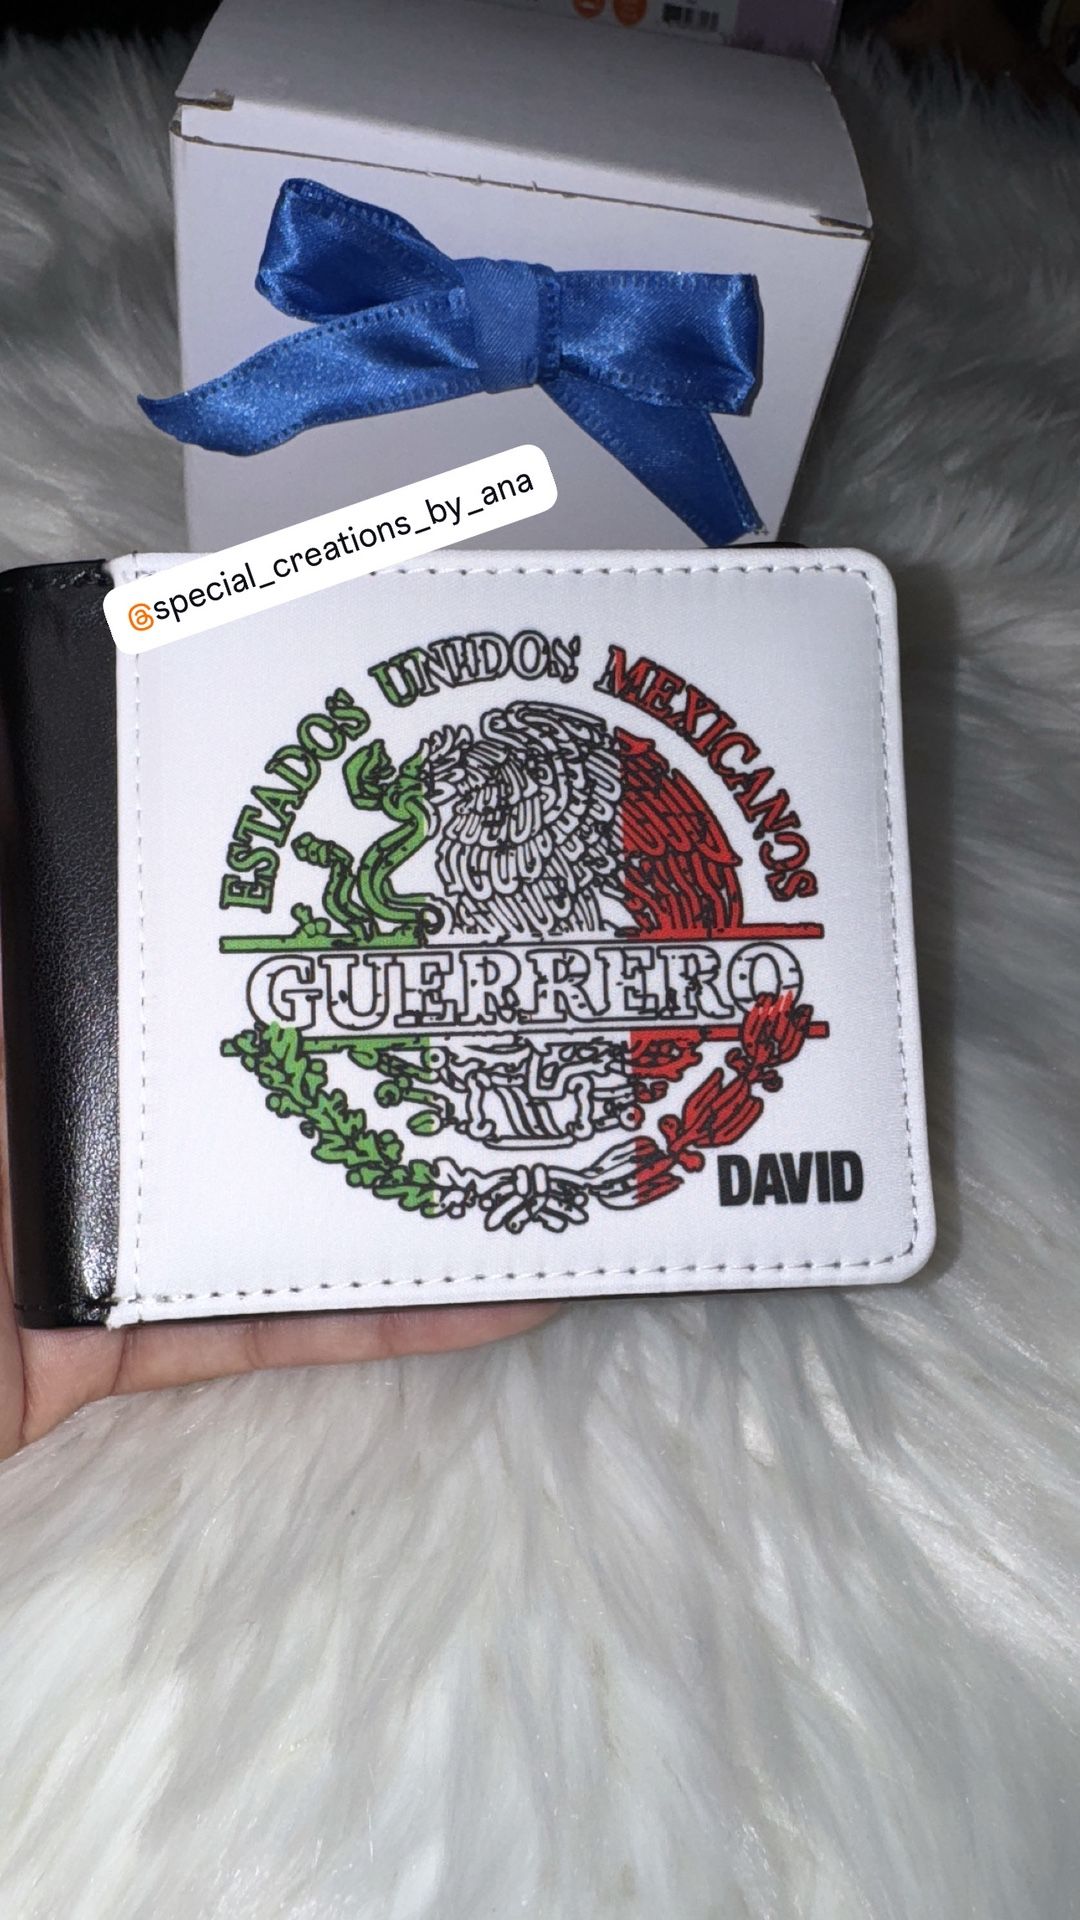 @special_creations_by_ana
ESTADOS UNIDOS MEXICANOS
GUERRERO
DAVID